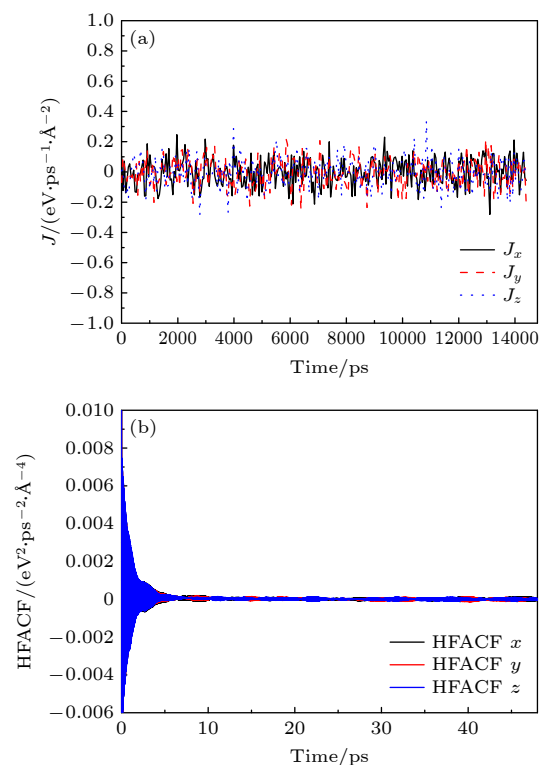 (a)
1.0
0.8
0.6
0.4
0.2
0
−0.2
−0.4
−0.6
−0.8
−1.0
J/(eV·ps⁻¹·Å⁻²)
Jx
Jy
Jz
0 2000 4000 6000 8000 10000 12000 14000
Time/ps
(b)
0.010
0.008
0.006
0.004
0.002
0
−0.002
−0.004
−0.006
HFACF/(eV²·ps⁻²·Å⁻⁴)
HFACF x
HFACF y
HFACF z
0 10 20 30 40
Time/ps